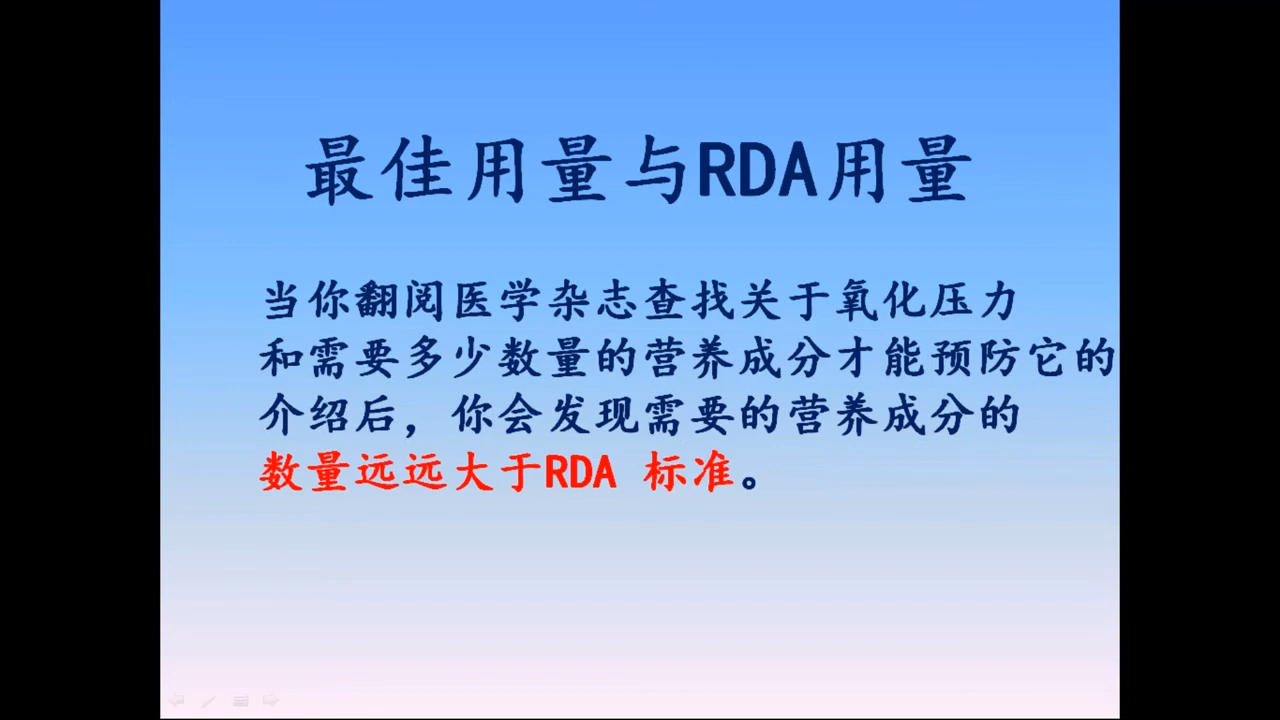 最佳用量与RDA用量
当你翻阅医学杂志查找关于氧化压力
和需要多少数量的营养成分才能预防它的
介绍后，你会发现需要的营养成分的
数量远远大于RDA 标准。